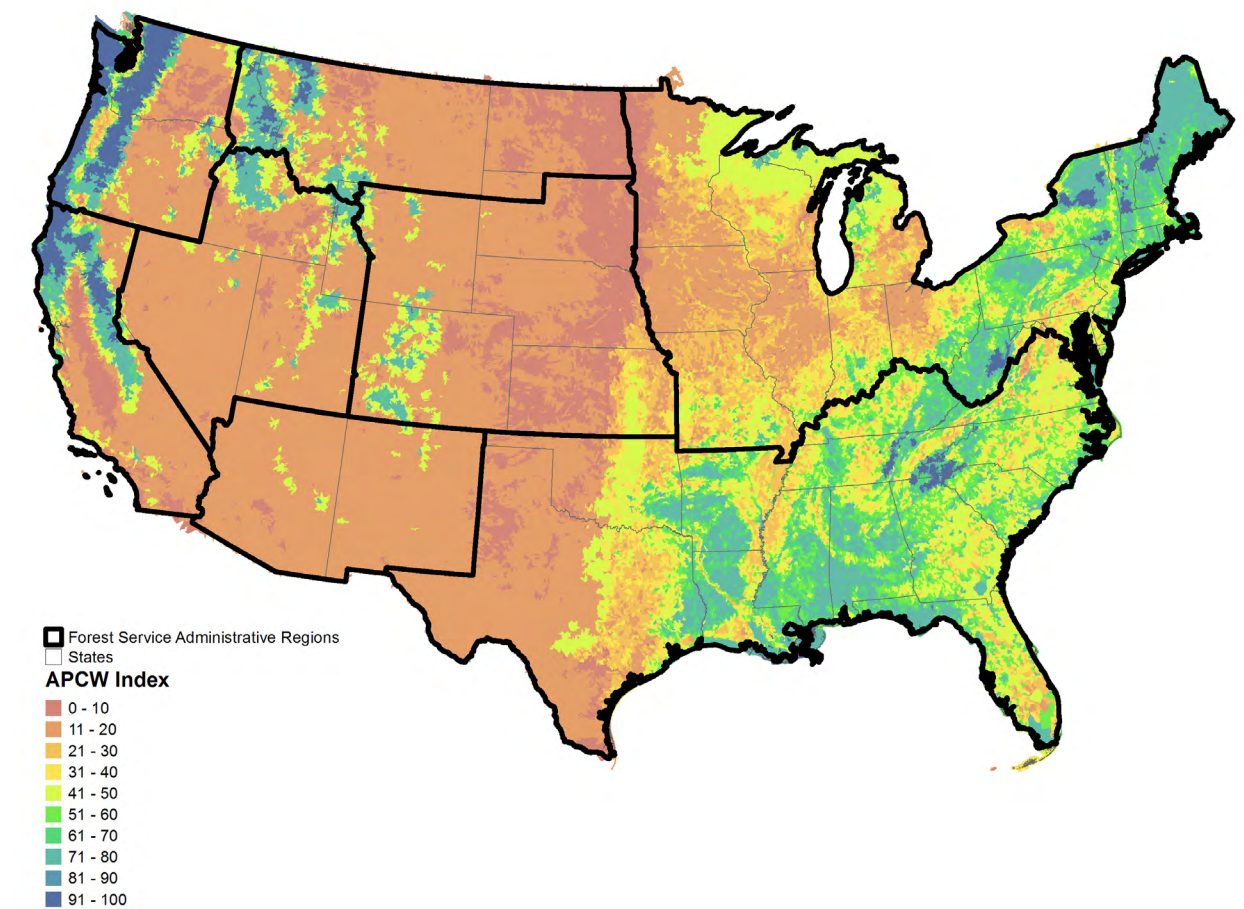 Forest Service Administrative Regions
States
APCW Index
0 - 10
11 - 20
21 - 30
31 - 40
41 - 50
51 - 60
61 - 70
71 - 80
81 - 90
91 - 100